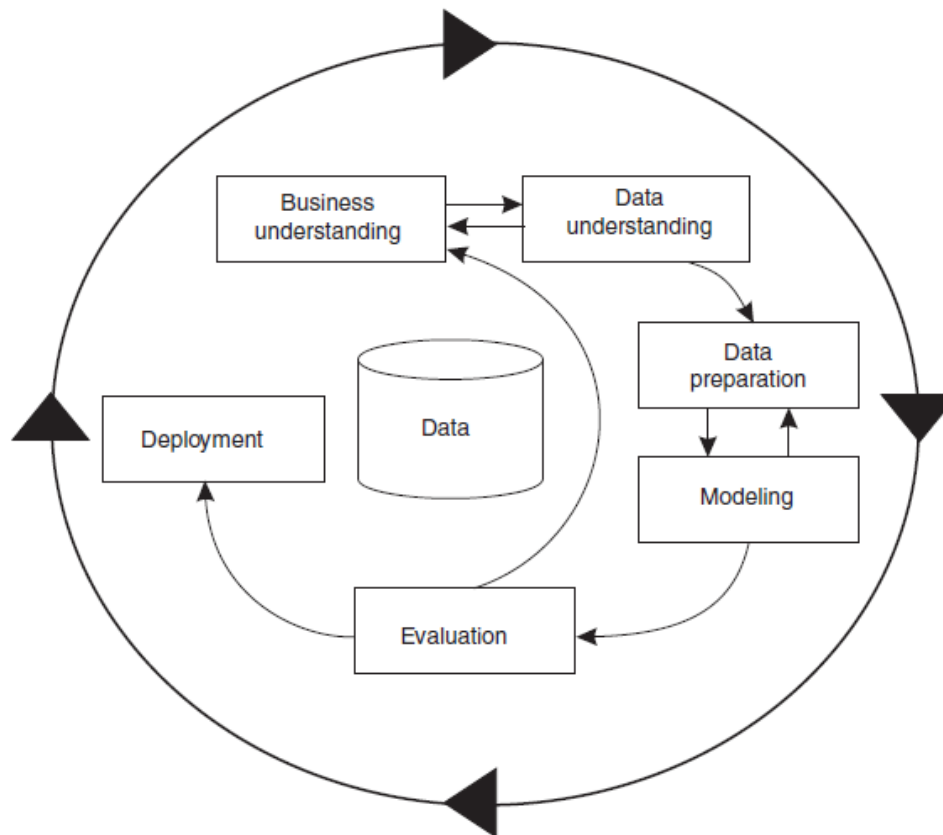 Business
understanding
Data
understanding
Data
preparation
Deployment
Data
Modeling
Evaluation